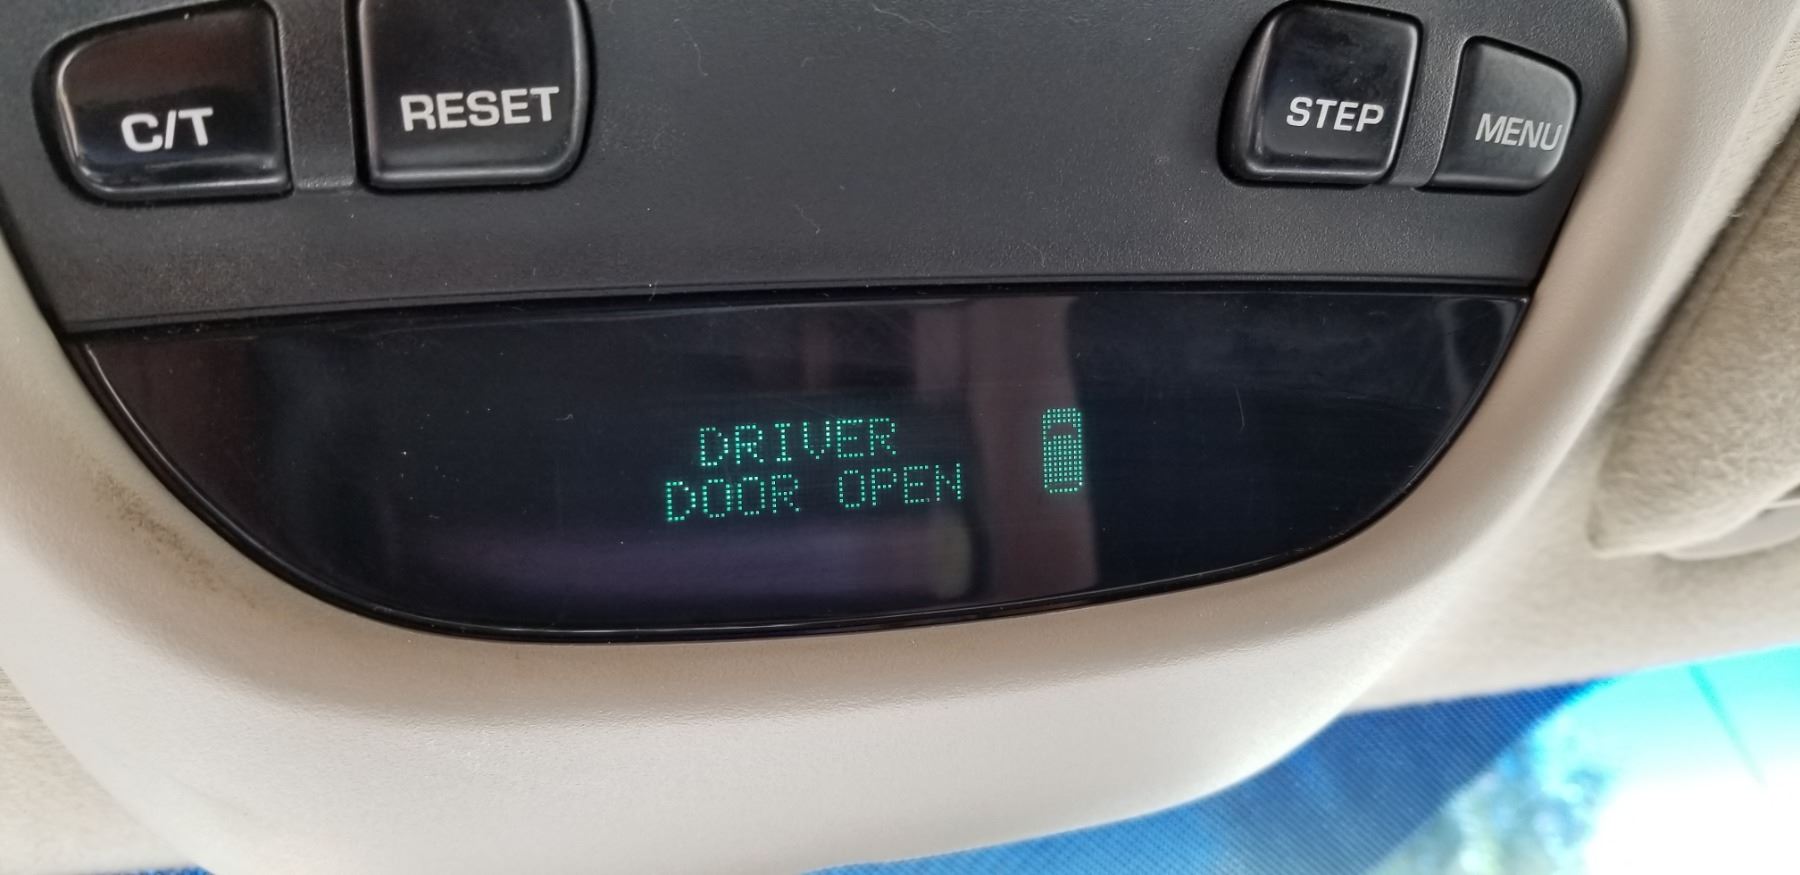 C/T
RESET
STEP
MENU
DRIVER
DOOR OPEN